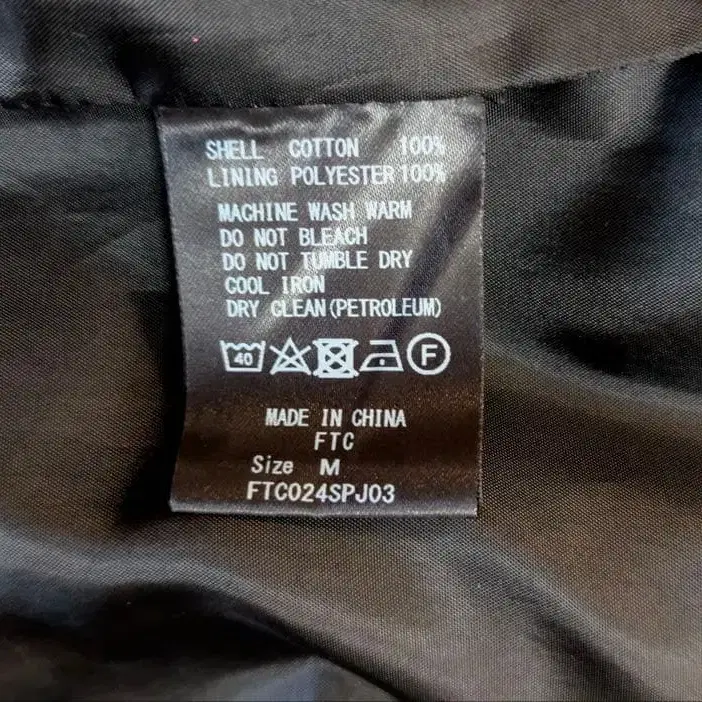 SHELL COTTON 100%
LINING POLYESTER 100%
MACHINE WASH WARM
DO NOT BLEACH
DO NOT TUMBLE DRY
COOL IRON
DRY CLEAN(PETROLEUM)
40 F
MADE IN CHINA
FTC
Size M
FTC024SPJ03